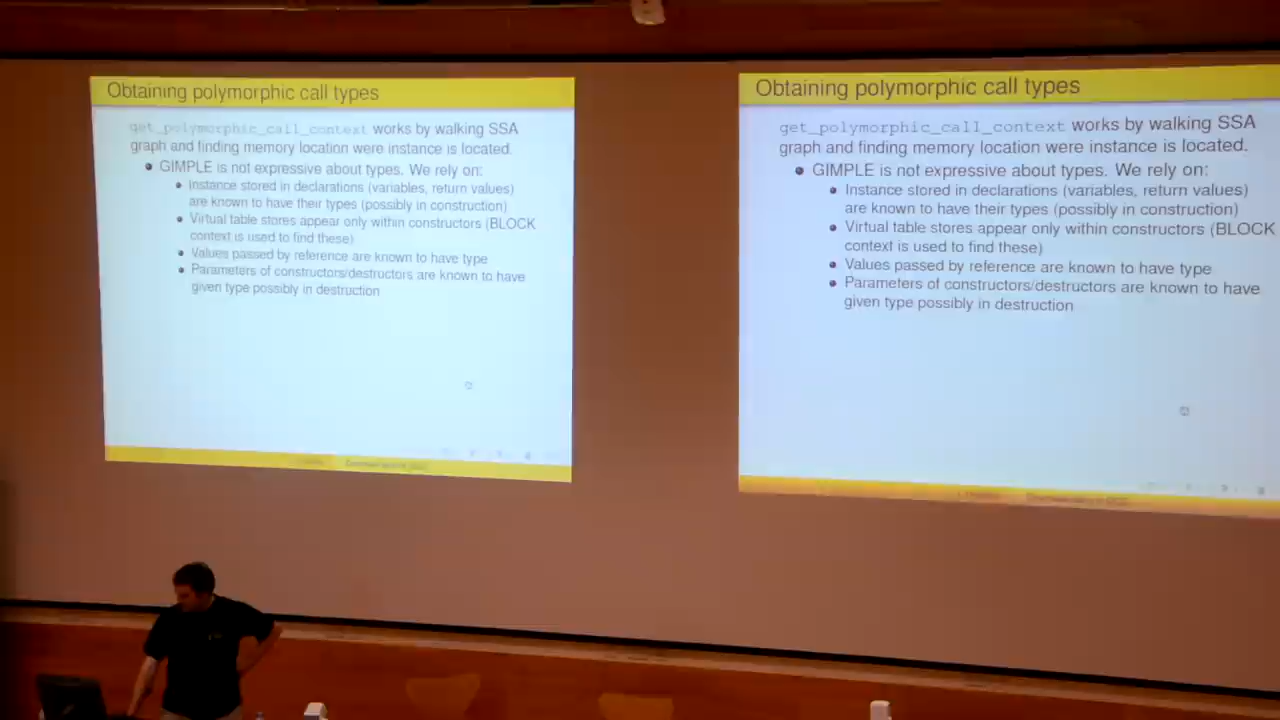 Obtaining polymorphic call types
get_polymorphic_call_context works by walking SSA
graph and finding memory location were instance is located.
GIMPLE is not expressive about types. We rely on:
Instance stored in declarations (variables, return values)
are known to have their types (possibly in construction)
Virtual table stores appear only within constructors (BLOCK
context is used to find these)
Values passed by reference are known to have type
Parameters of constructors/destructors are known to have
given type possibly in destruction
Obtaining polymorphic call types
get_polymorphic_call_context works by walking SSA
graph and finding memory location were instance is located.
GIMPLE is not expressive about types. We rely on:
Instance stored in declarations (variables, return values)
are known to have their types (possibly in construction)
Virtual table stores appear only within constructors (BLOCK
context is used to find these)
Values passed by reference are known to have type
Parameters of constructors/destructors are known to have
given type possibly in destruction